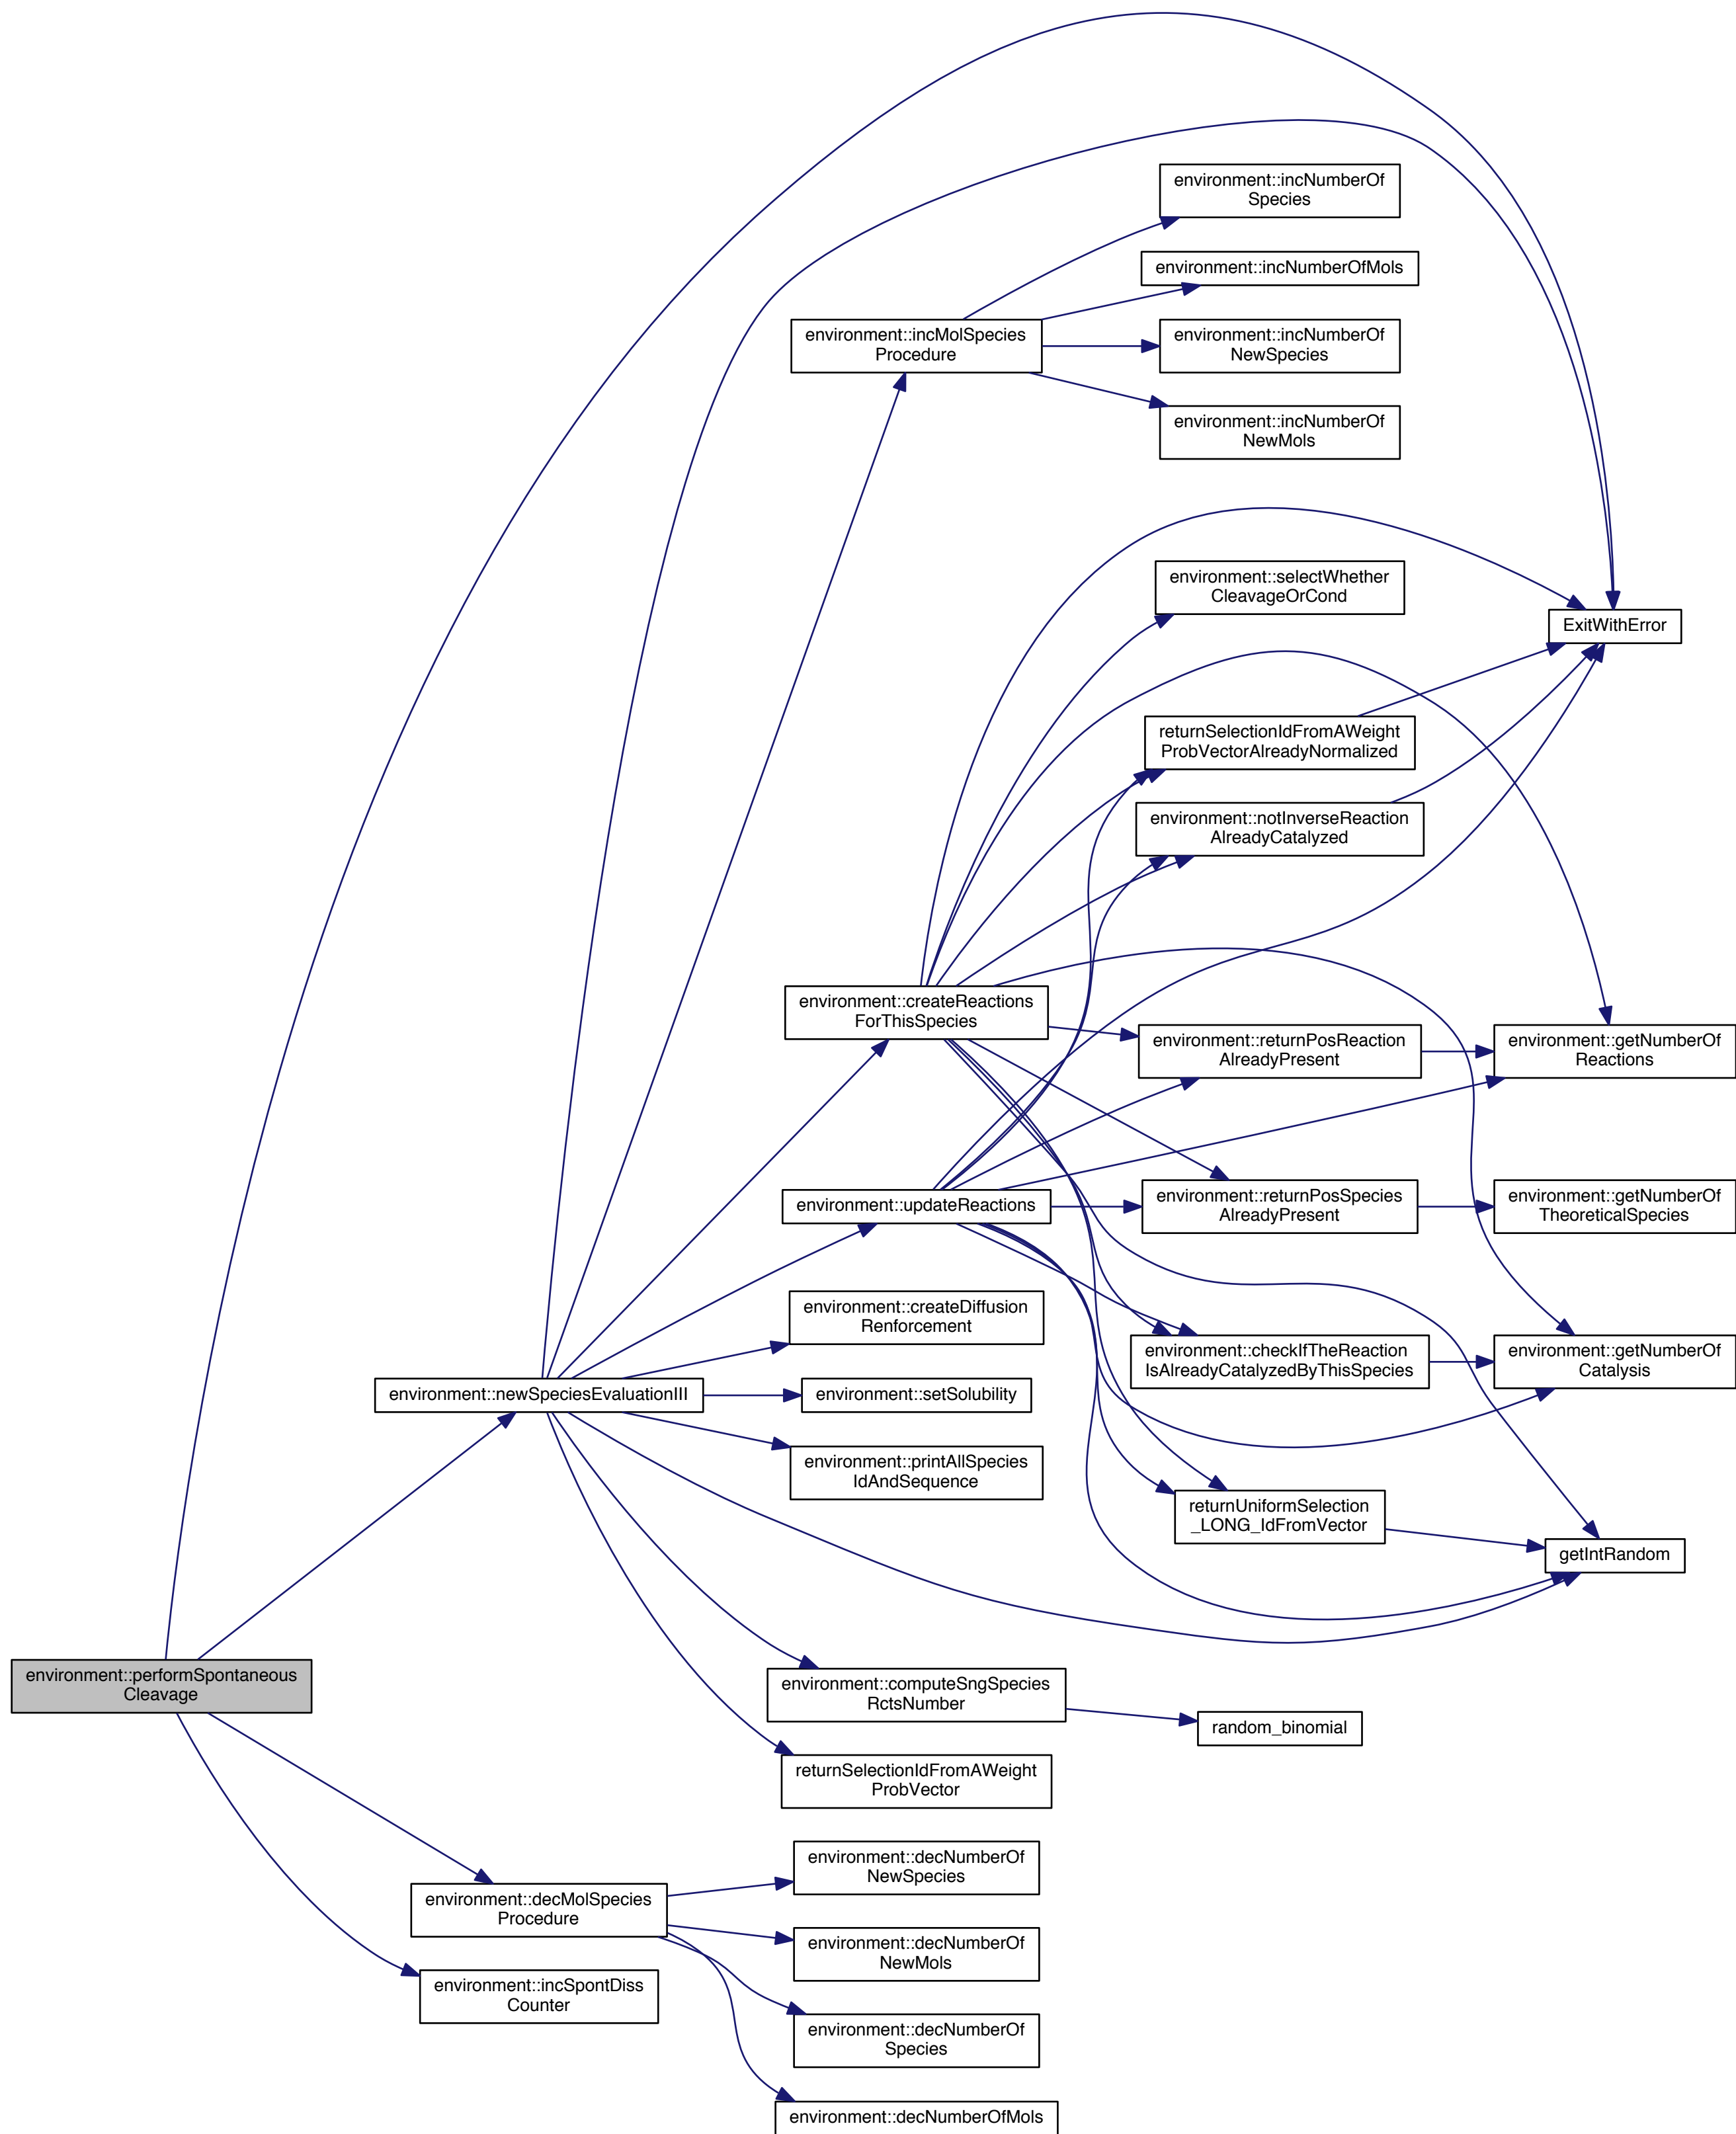 environment::incNumberOf
Species
environment::incNumberOfMols
environment::incMolSpecies
Procedure
environment::incNumberOf
NewSpecies
environment::incNumberOf
NewMols
environment::selectWhether
CleavageOrCond
ExitWithError
returnSelectionIdFromAWeight
ProbVectorAlreadyNormalized
environment::notInverseReaction
AlreadyCatalyzed
environment::createReactions
ForThisSpecies
environment::returnPosReaction
AlreadyPresent
environment::getNumberOf
Reactions
environment::updateReactions
environment::returnPosSpecies
AlreadyPresent
environment::getNumberOf
TheoreticalSpecies
environment::createDiffusion
Renforcement
environment::checkIfTheReaction
IsAlreadyCatalyzedByThisSpecies
environment::getNumberOf
Catalysis
environment::newSpeciesEvaluationIII
environment::setSolubility
environment::printAllSpecies
IdAndSequence
returnUniformSelection
_LONG_IdFromVector
getIntRandom
environment::performSpontaneous
Cleavage
environment::computeSngSpecies
RctsNumber
random_binomial
returnSelectionIdFromAWeight
ProbVector
environment::decNumberOf
NewSpecies
environment::decMolSpecies
Procedure
environment::decNumberOf
NewMols
environment::incSpontDiss
Counter
environment::decNumberOf
Species
environment::decNumberOfMols